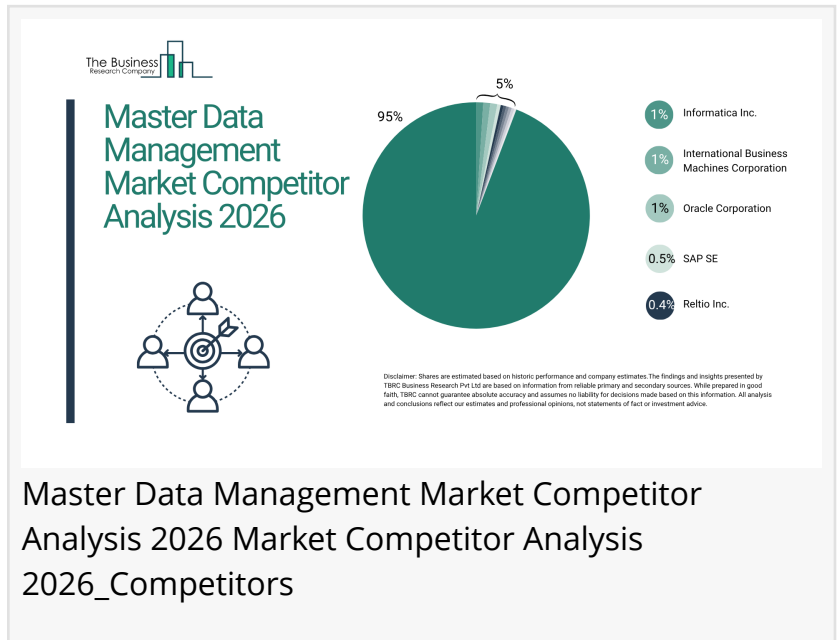 The Business
Research Company
Master Data
Management
Market Competitor
Analysis 2026
95%
5%
1% Informatica Inc.
1% International Business
Machines Corporation
1% Oracle Corporation
0.5% SAP SE
0.4% Reltio Inc.
Disclaimer: Shares are estimated based on historic performance and company estimates.The findings and insights presented by
TBRC Business Research Pvt Ltd are based on information from reliable primary and secondary sources. While prepared in good
faith, TBRC cannot guarantee absolute accuracy and assumes no liability for decisions made based on this information. All analysis
and conclusions reflect our estimates and professional opinions, not statements of fact or investment advice.
Master Data Management Market Competitor
Analysis 2026 Market Competitor Analysis
2026_Competitors